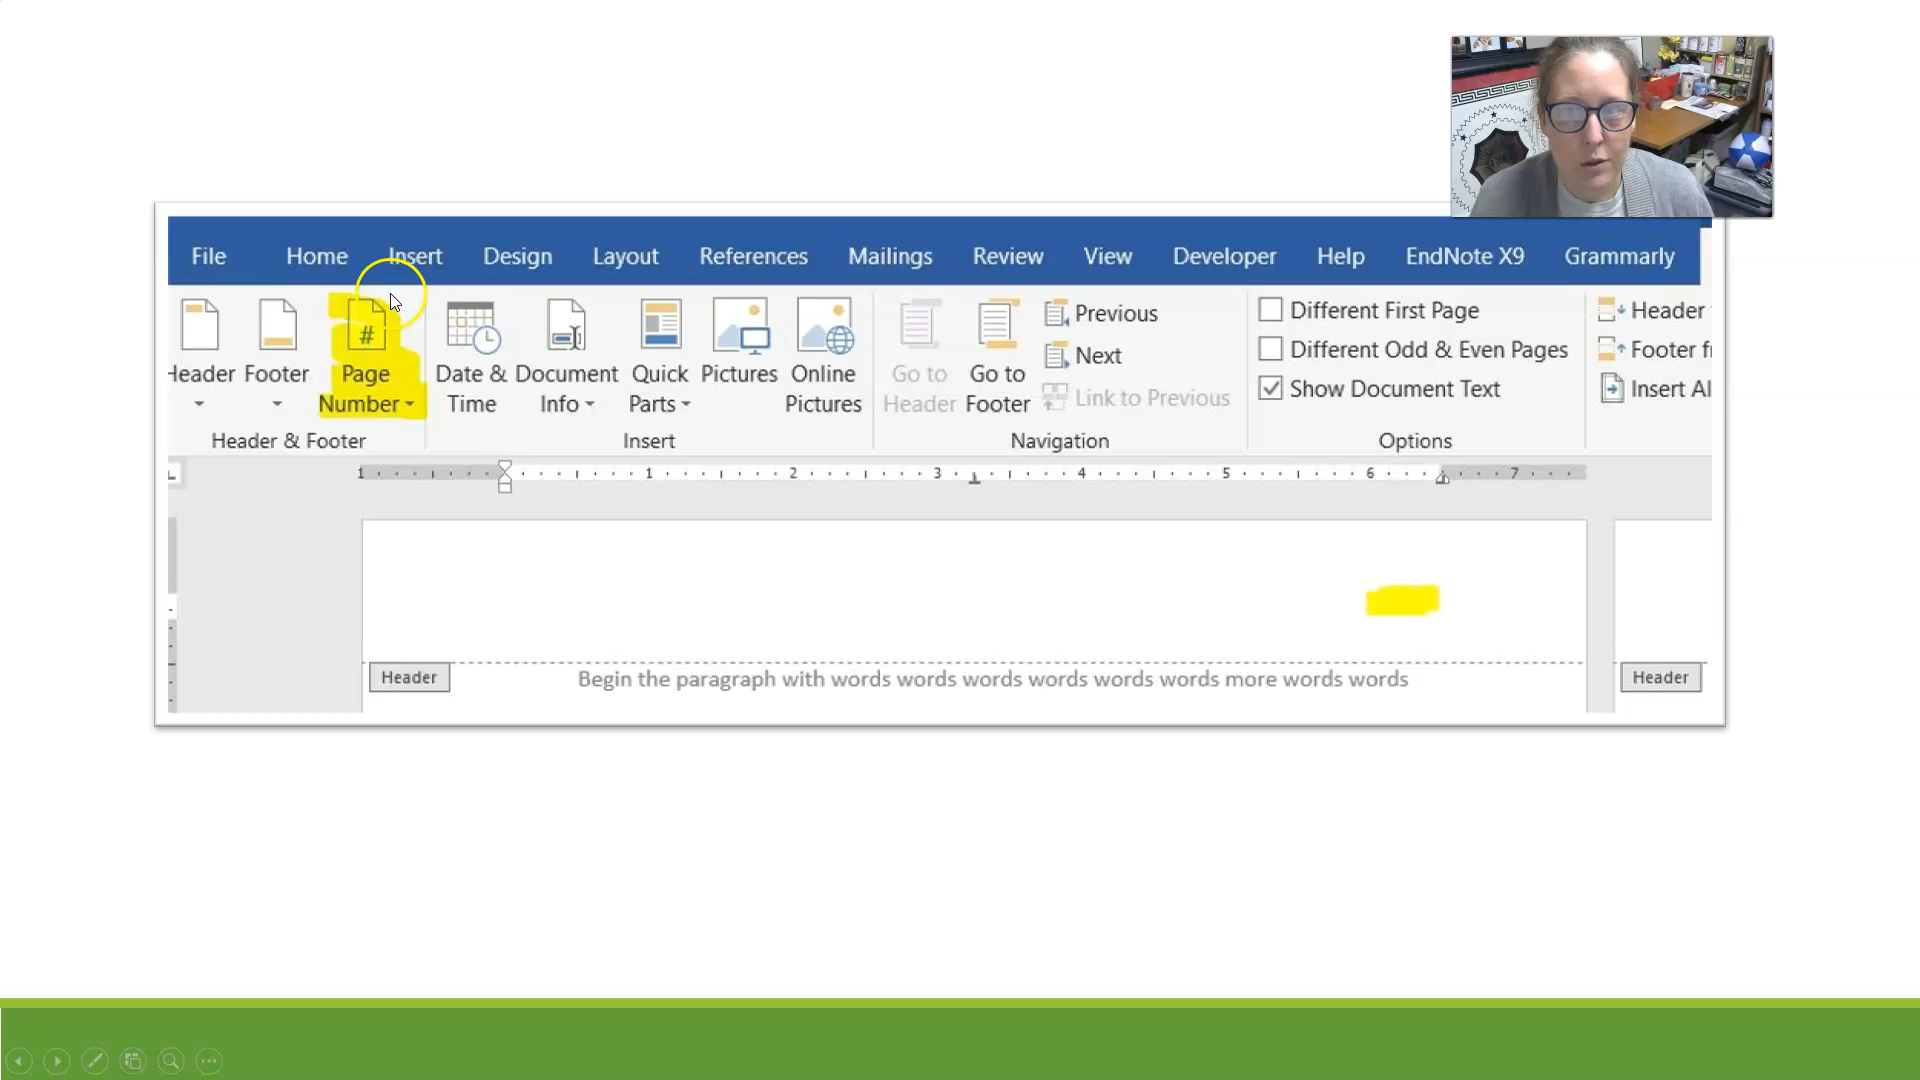 File Home Insert Design Layout References Mailings Review View Developer Help EndNote X9 Grammarly
Header Footer Page Number
Date & Time
Document Info
Quick Parts
Pictures
Online Pictures
Go to Header
Go to Footer
Previous
Next
Link to Previous
Different First Page
Different Odd & Even Pages
Show Document Text
Header
Footer fr
Insert Al
Header & Footer Insert Navigation Options
1 1 2 3 4 5 6 7
Header
Begin the paragraph with words words words words words words more words words
Header